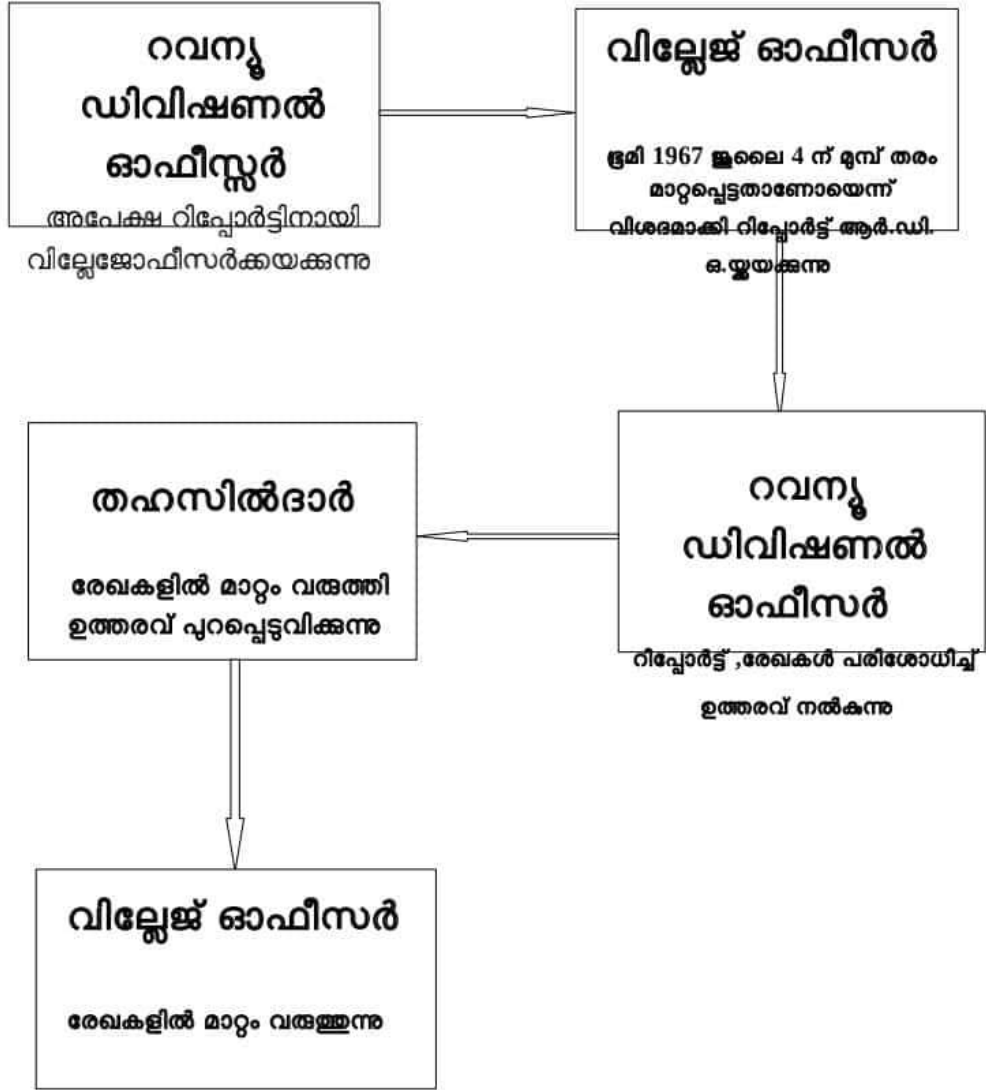 റവന്യൂ
ഡിവിഷണൽ
ഓഫീസ്സർ
അപേക്ഷ റിപ്പോർട്ടിനായി
വില്ലേജോഫീസർക്കയക്കുന്നു
വില്ലേജ് ഓഫീസർ
ഭൂമി 1967 ജൂലൈ 4 ന് മുമ്പ് തരം
മാറ്റപ്പെട്ടതാണോയെന്ന്
വിശദമാക്കി റിപ്പോർട്ട് ആർ.ഡി.
ഒ.യ്ക്കയക്കുന്നു
റവന്യൂ
ഡിവിഷണൽ
ഓഫീസർ
റിപ്പോർട്ട് ,രേഖകൾ പരിശോധിച്ച്
ഉത്തരവ് നൽകുന്നു
തഹസിൽദാർ
രേഖകളിൽ മാറ്റം വരുത്തി
ഉത്തരവ് പുറപ്പെടുവിക്കുന്നു
വില്ലേജ് ഓഫീസർ
രേഖകളിൽ മാറ്റം വരുത്തുന്നു